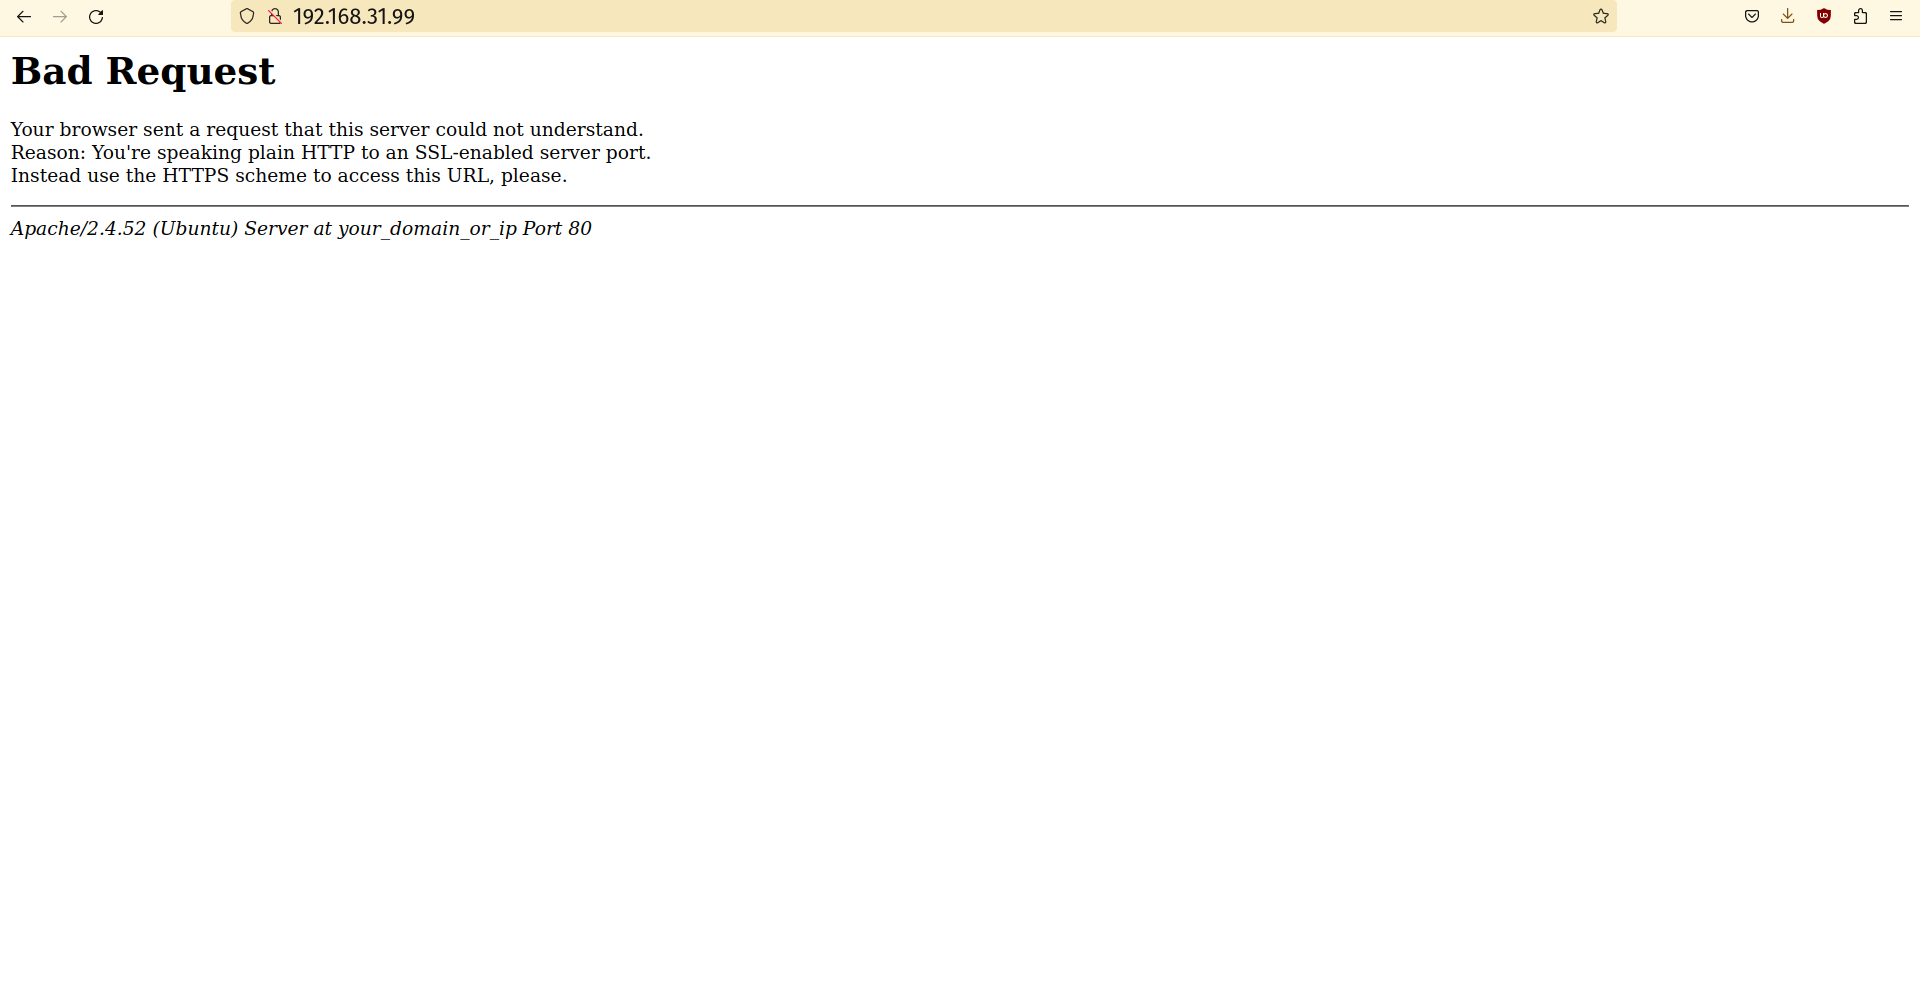 192.168.31.99
Bad Request
Your browser sent a request that this server could not understand.
Reason: You're speaking plain HTTP to an SSL-enabled server port.
Instead use the HTTPS scheme to access this URL, please.
Apache/2.4.52 (Ubuntu) Server at your_domain_or_ip Port 80